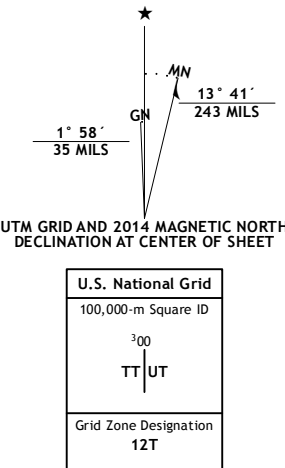 ★
MN
13° 41´
243 MILS
GN
1° 58´
35 MILS
UTM GRID AND 2014 MAGNETIC NORTH
DECLINATION AT CENTER OF SHEET
U.S. National Grid
100,000-m Square ID
³00
TT UT
Grid Zone Designation
12T